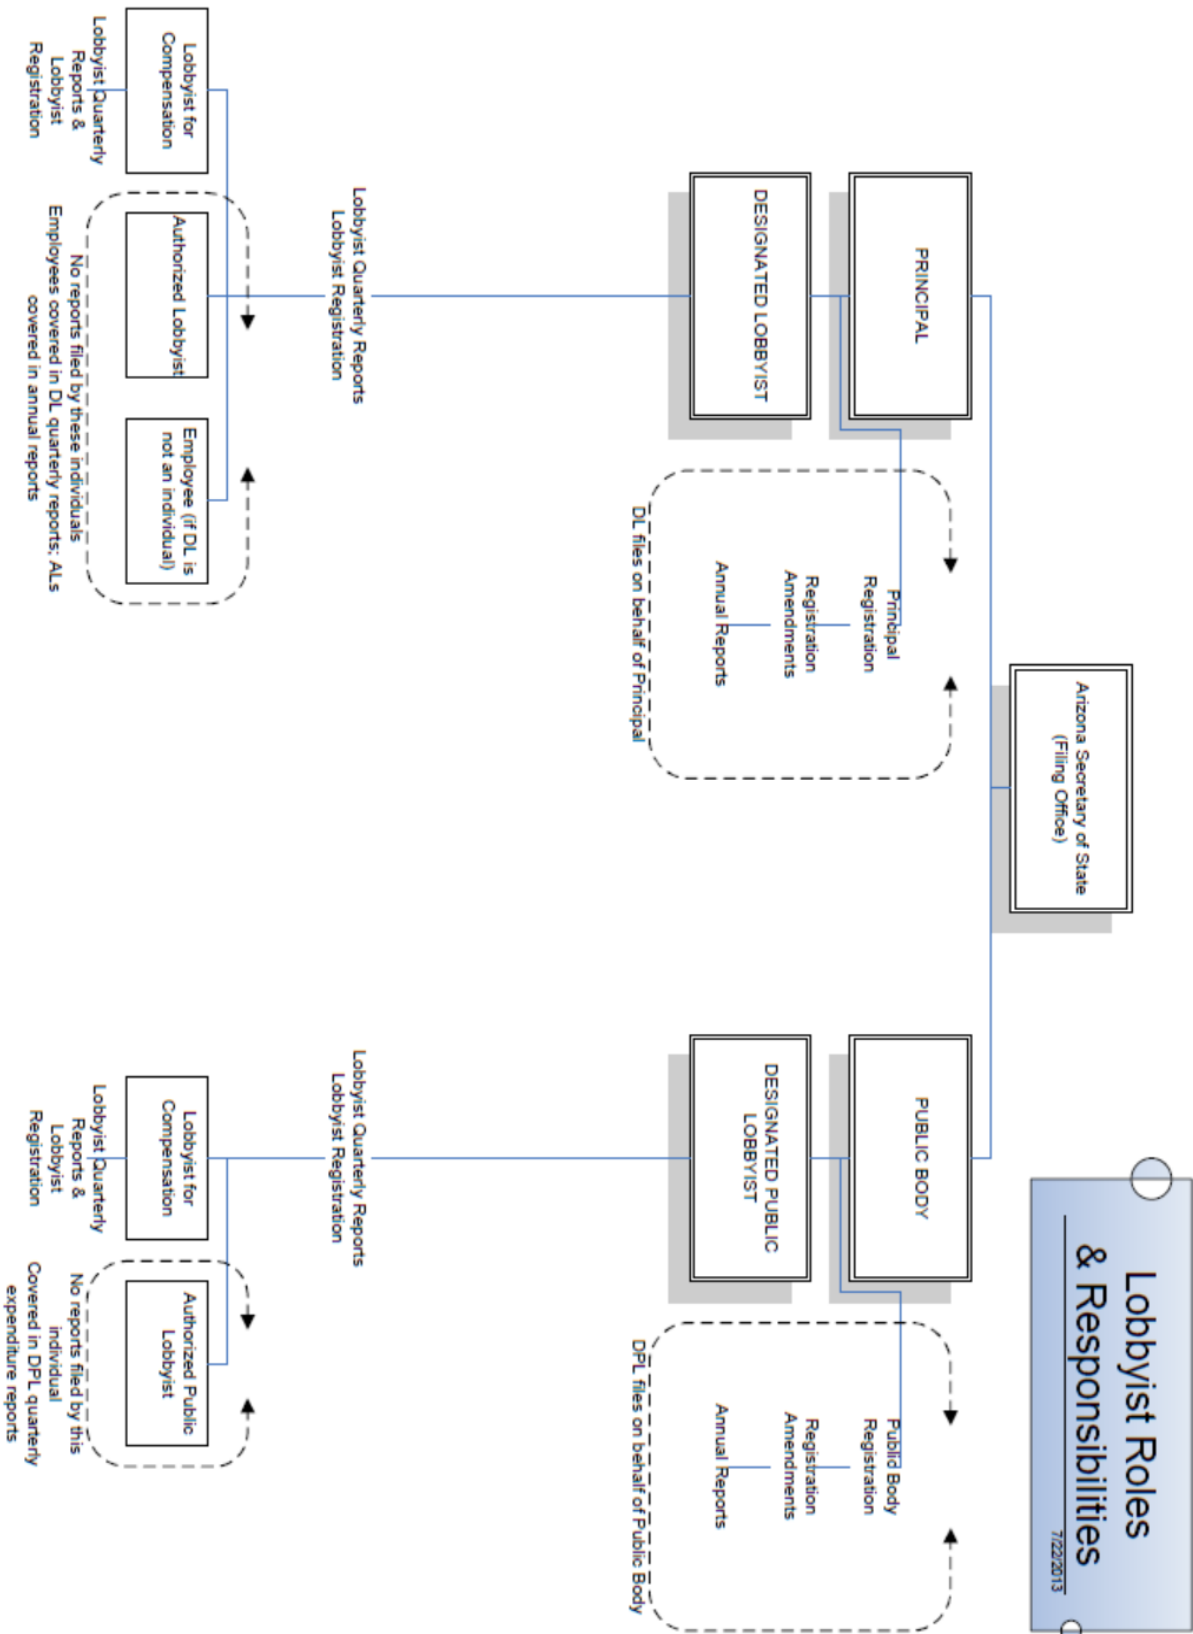 Lobbyist Roles
& Responsibilities
7/22/2013
Arizona Secretary of State
(Filing Office)
PRINCIPAL
DESIGNATED LOBBYIST
Principal
Registration
Registration
Amendments
Annual Reports
DL files on behalf of Principal
PUBLIC BODY
DESIGNATED PUBLIC
LOBBYIST
Public Body
Registration
Registration
Amendments
Annual Reports
DPL files on behalf of Public Body
Lobbyist Quarterly Reports
Lobbyist Registration
Lobbyist Quarterly Reports
Lobbyist Registration
Lobbyist for
Compensation
Lobbyist Quarterly
Reports &
Lobbyist
Registration
Authorized Lobbyist
Employee (if DL is
not an individual)
No reports filed by these individuals
Employees covered in DL quarterly reports; ALs
covered in annual reports
Lobbyist for
Compensation
Lobbyist Quarterly
Reports &
Lobbyist
Registration
Authorized Public
Lobbyist
No reports filed by this
individual
Covered in DPL quarterly
expenditure reports